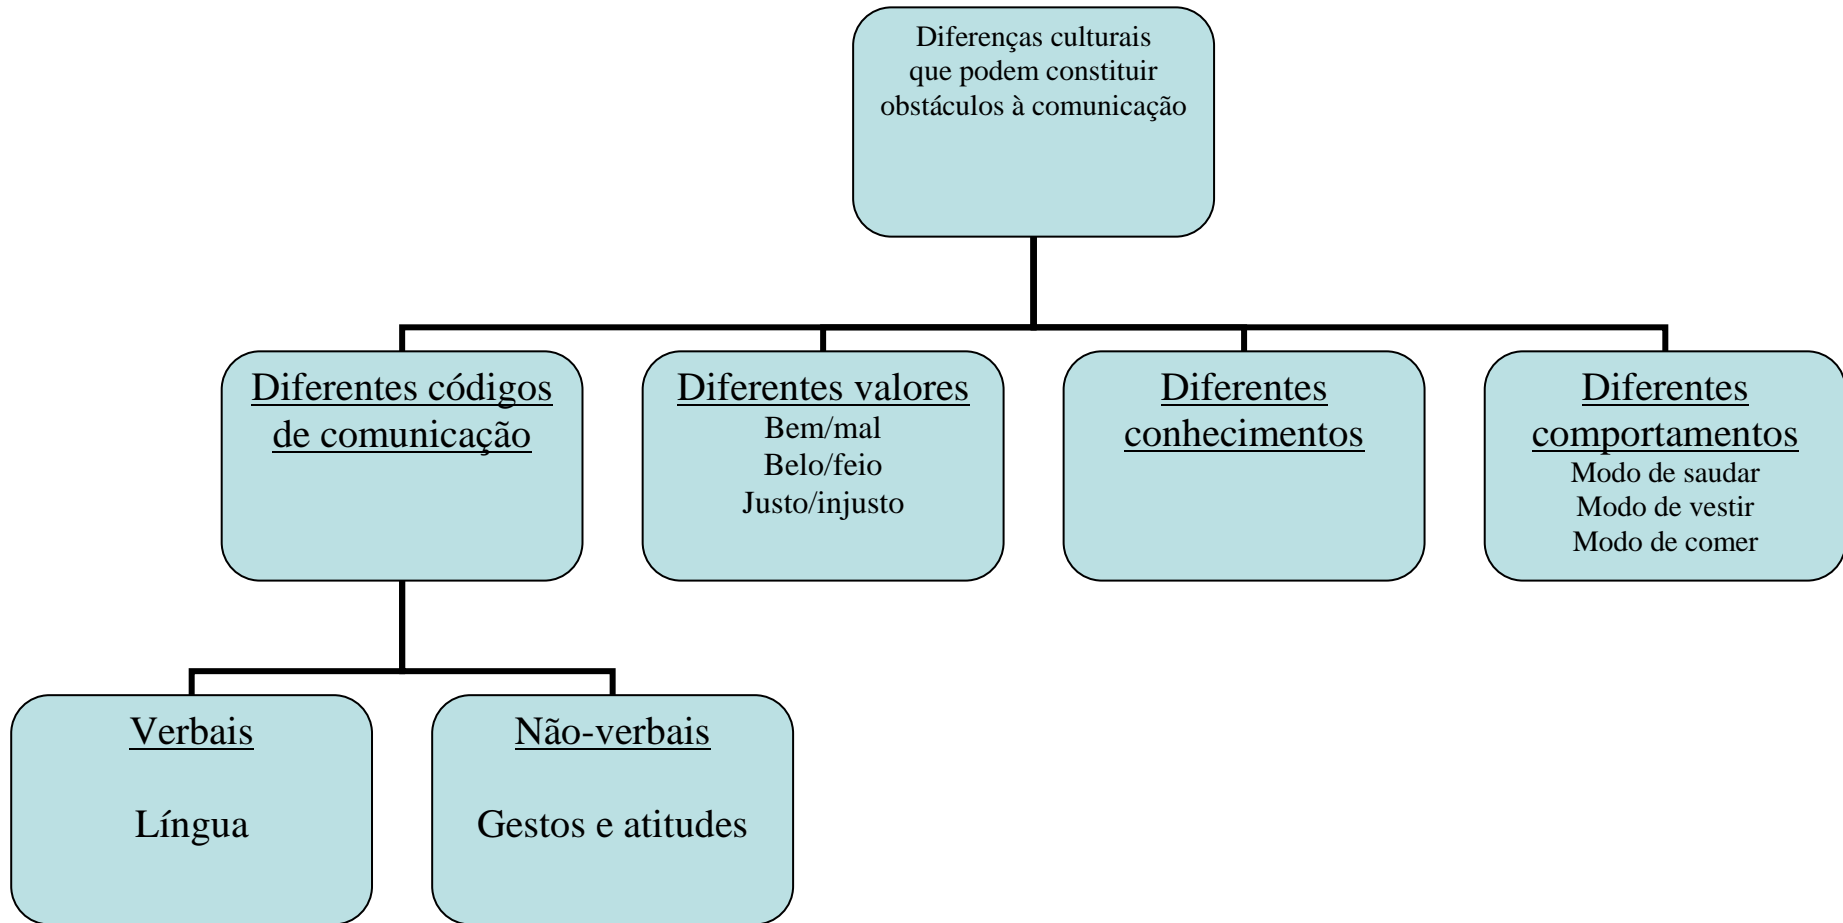 Diferenças culturais
que podem constituir
obstáculos à comunicação
Diferentes códigos
de comunicação
Diferentes valores
Bem/mal
Belo/feio
Justo/injusto
Diferentes
conhecimentos
Diferentes
comportamentos
Modo de saudar
Modo de vestir
Modo de comer
Verbais
Língua
Não-verbais
Gestos e atitudes